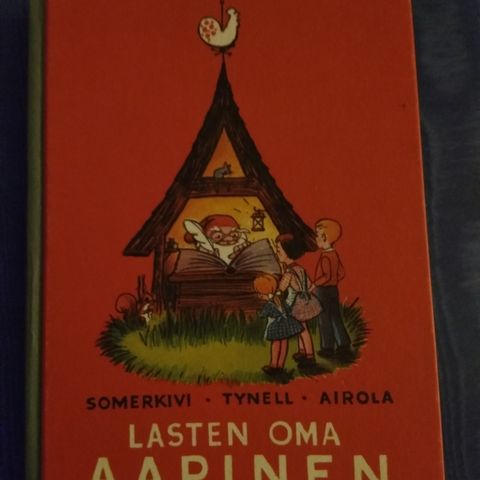 SOMERKIVI · TYNELL · AIROLA
LASTEN OMA
AAPINEN